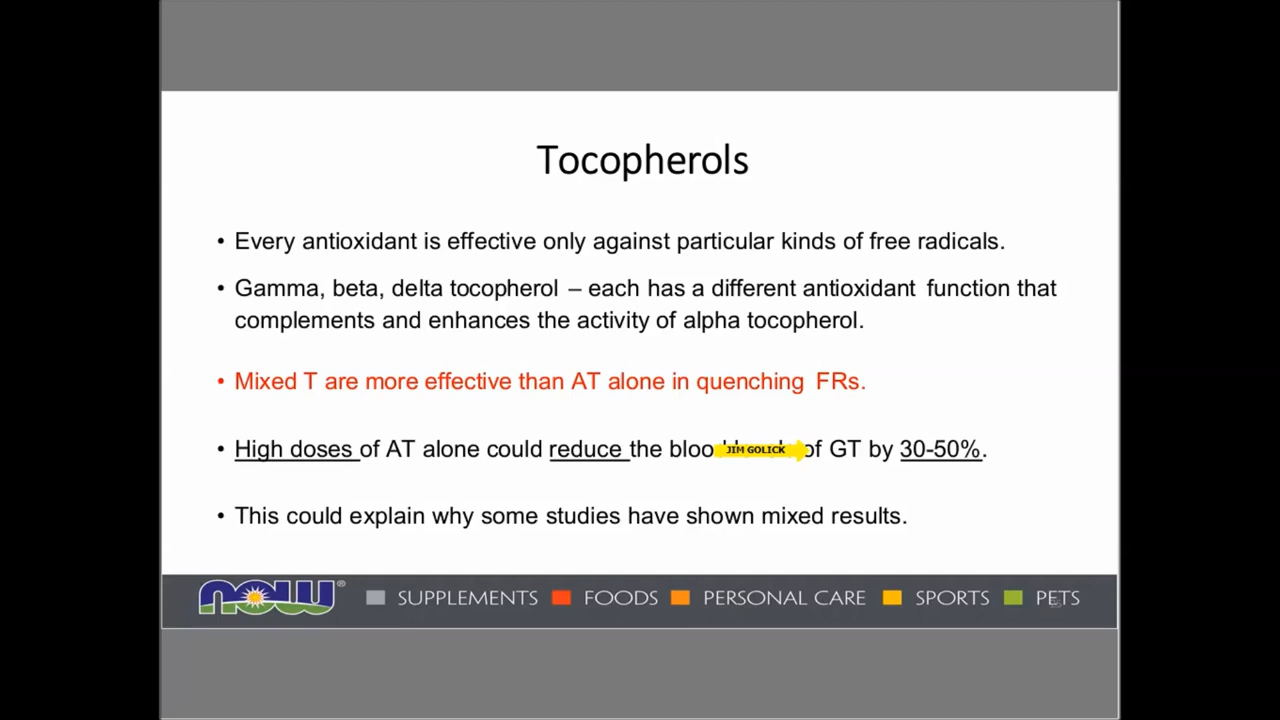 Tocopherols
• Every antioxidant is effective only against particular kinds of free radicals.
• Gamma, beta, delta tocopherol – each has a different antioxidant function that
complements and enhances the activity of alpha tocopherol.
• Mixed T are more effective than AT alone in quenching FRs.
• High doses of AT alone could reduce the JIM GOLICK of GT by 30-50%.
• This could explain why some studies have shown mixed results.
now® SUPPLEMENTS FOODS PERSONAL CARE SPORTS PETS